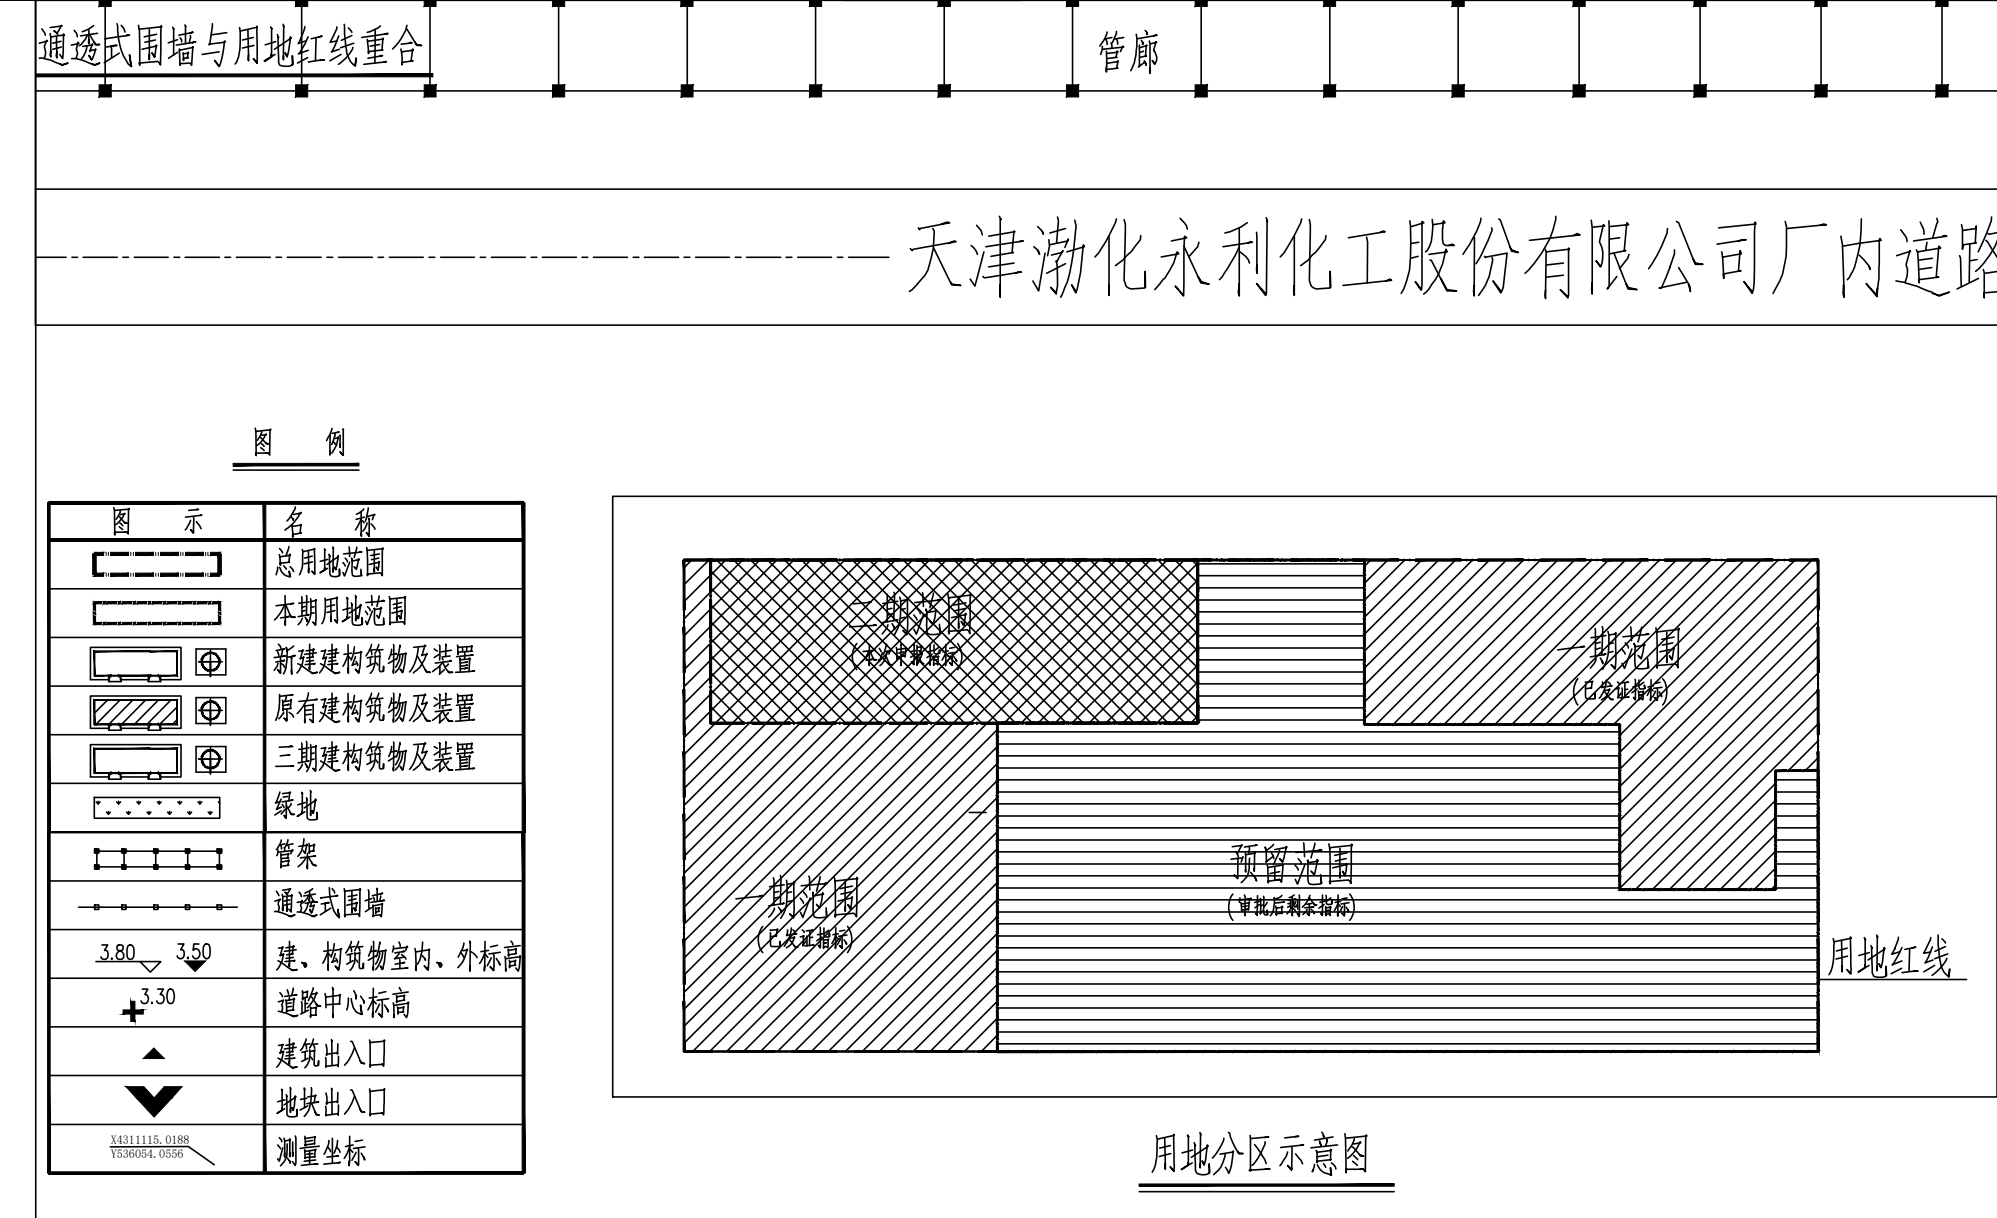 通透式围墙与用地红线重合
管廊
天津渤化永利化工股份有限公司厂内道路
图 例
图 示 名 称
总用地范围
本期用地范围
新建建构筑物及装置
原有建构筑物及装置
三期建构筑物及装置
绿地
管架
通透式围墙
3.80 3.50 建、构筑物室内、外标高
3.30 道路中心标高
建筑出入口
地块出入口
X4311115.0188
Y536054.0556
测量坐标
二期范围
(本次申报指标)
一期范围
(已发证指标)
预留范围
(审批后剩余指标)
一期范围
(已发证指标)
用地红线
用地分区示意图